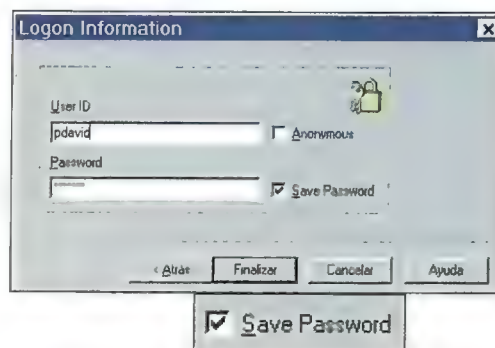 Logon Information
User ID
pdavid
Anonymous
Password
Save Password
< Atrás
Finalizar
Cancelar
Ayuda
Save Password